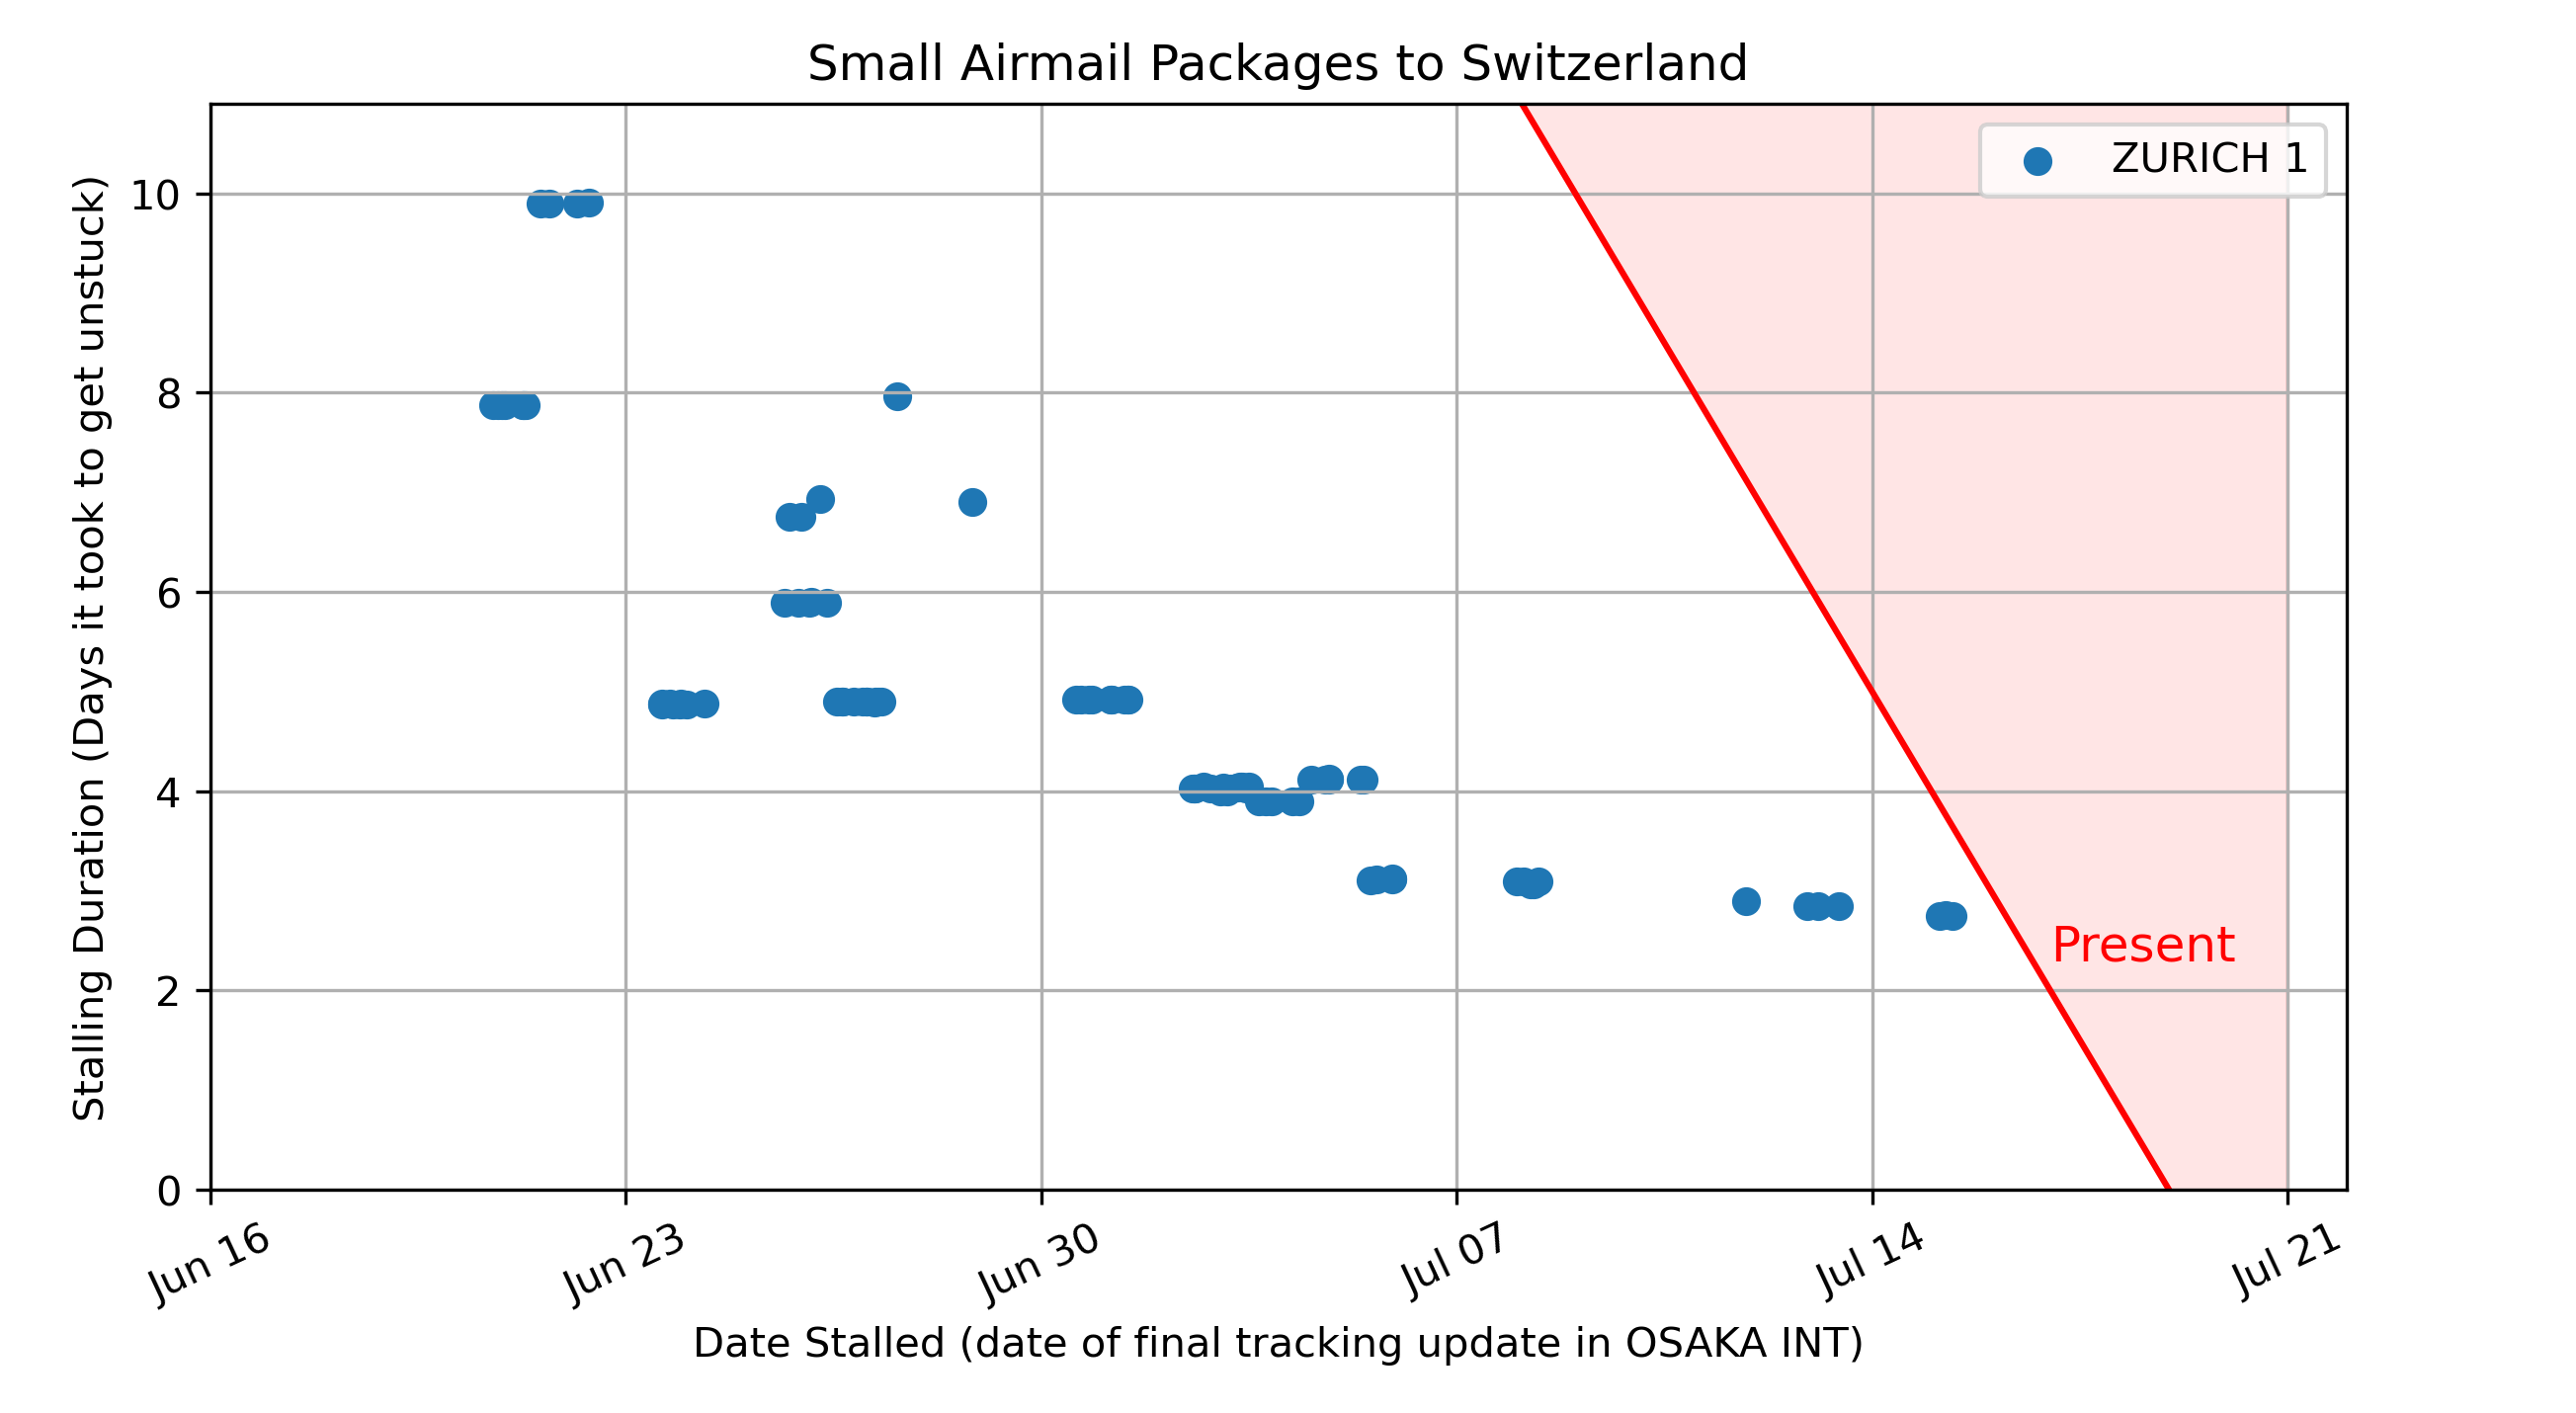 Small Airmail Packages to Switzerland
ZURICH 1
Stalling Duration (Days it took to get unstuck)
10
8
6
4
2
0
Present
Jun 16
Jun 23
Jun 30
Jul 07
Jul 14
Jul 21
Date Stalled (date of final tracking update in OSAKA INT)